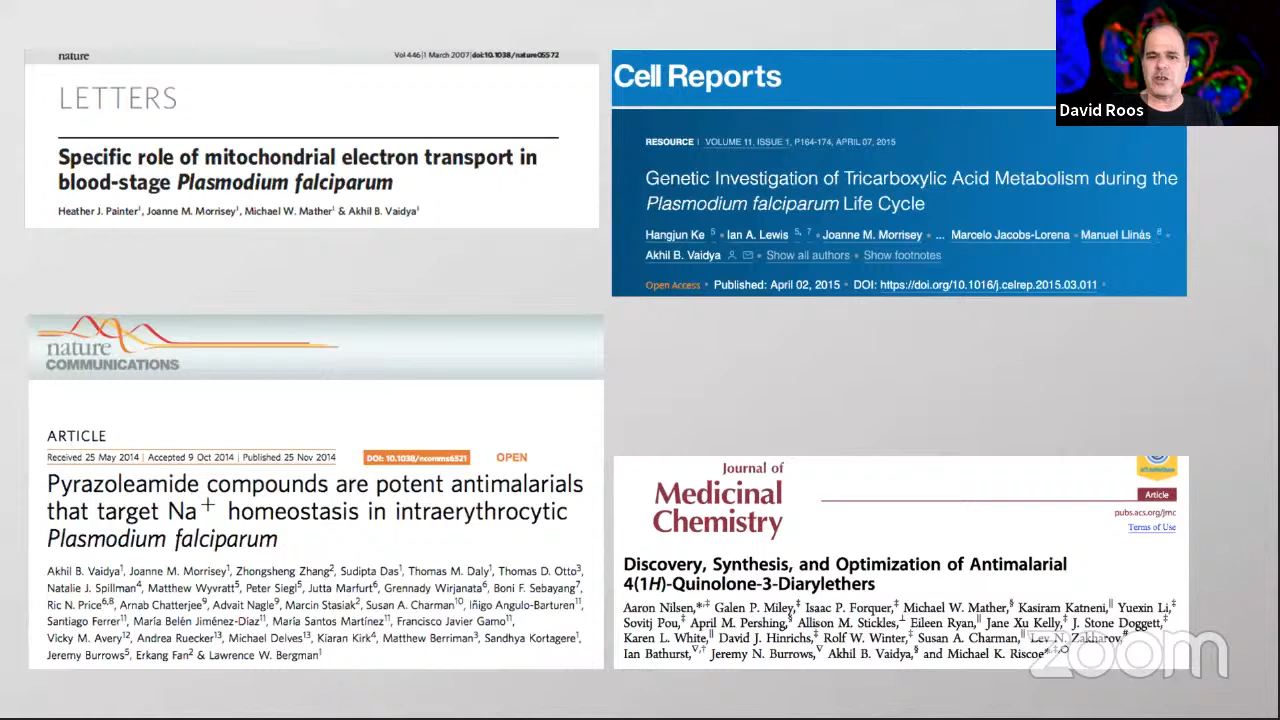 nature
Vol 446|1 March 2007|doi:10.1038/nature05572
LETTERS
Specific role of mitochondrial electron transport in
blood-stage Plasmodium falciparum
Heather J. Painter¹, Joanne M. Morrisey¹, Michael W. Mather¹ & Akhil B. Vaidya¹
Cell Reports
RESOURCE | VOLUME 11, ISSUE 1, P164-174, APRIL 07, 2015
Genetic Investigation of Tricarboxylic Acid Metabolism during the
Plasmodium falciparum Life Cycle
Hangjun Ke ⁵ • Ian A. Lewis ⁵, ⁷ • Joanne M. Morrisey • ... Marcelo Jacobs-Lorena • Manuel Llinás ⁸ •
Akhil B. Vaidya • Show all authors • Show footnotes
Open Access • Published: April 02, 2015 • DOI: https://doi.org/10.1016/j.celrep.2015.03.011 •
David Roos
nature
COMMUNICATIONS
ARTICLE
Received 25 May 2014 | Accepted 9 Oct 2014 | Published 25 Nov 2014
DOI: 10.1038/ncomms6521
OPEN
Pyrazoleamide compounds are potent antimalarials
that target Na⁺ homeostasis in intraerythrocytic
Plasmodium falciparum
Akhil B. Vaidya¹, Joanne M. Morrisey¹, Zhongsheng Zhang², Sudipta Das¹, Thomas M. Daly¹, Thomas D. Otto³,
Natalie J. Spillman⁴, Matthew Wyvratt⁵, Peter Siegl⁵, Jutta Marfurt⁶, Grennady Wirjanata⁶, Boni F. Sebayang⁷,
Ric N. Price⁶,⁸, Arnab Chatterjee⁹, Advait Nagle⁹, Marcin Stasiak², Susan A. Charman¹⁰, Iñigo Angulo-Barturen¹¹,
Santiago Ferrer¹¹, María Belén Jiménez-Díaz¹¹, María Santos Martínez¹¹, Francisco Javier Gamo¹¹,
Vicky M. Avery¹², Andrea Ruecker¹³, Michael Delves¹³, Kiaran Kirk⁴, Matthew Berriman³, Sandhya Kortagere¹,
Jeremy Burrows⁵, Erkang Fan² & Lawrence W. Bergman¹
Journal of
Medicinal
Chemistry
Article
pubs.acs.org/jmc
Terms of Use
Discovery, Synthesis, and Optimization of Antimalarial
4(1H)-Quinolone-3-Diarylethers
Aaron Nilsen,*,‡ Galen P. Miley,‡ Isaac P. Forquer,‡ Michael W. Mather,§ Kasiram Katneni,∥ Yuexin Li,‡
Sovitj Pou,‡ April M. Pershing,‡ Allison M. Stickles,⊥ Eileen Ryan,∥ Jane Xu Kelly,‡ J. Stone Doggett,‡
Karen L. White,∥ David J. Hinrichs,‡ Rolf W. Winter,‡ Susan A. Charman,∥ Lev N. Zakharov,#
Ian Bathurst,∇,† Jeremy N. Burrows,∇ Akhil B. Vaidya,§ and Michael K. Riscoe*,‡,○
zoom